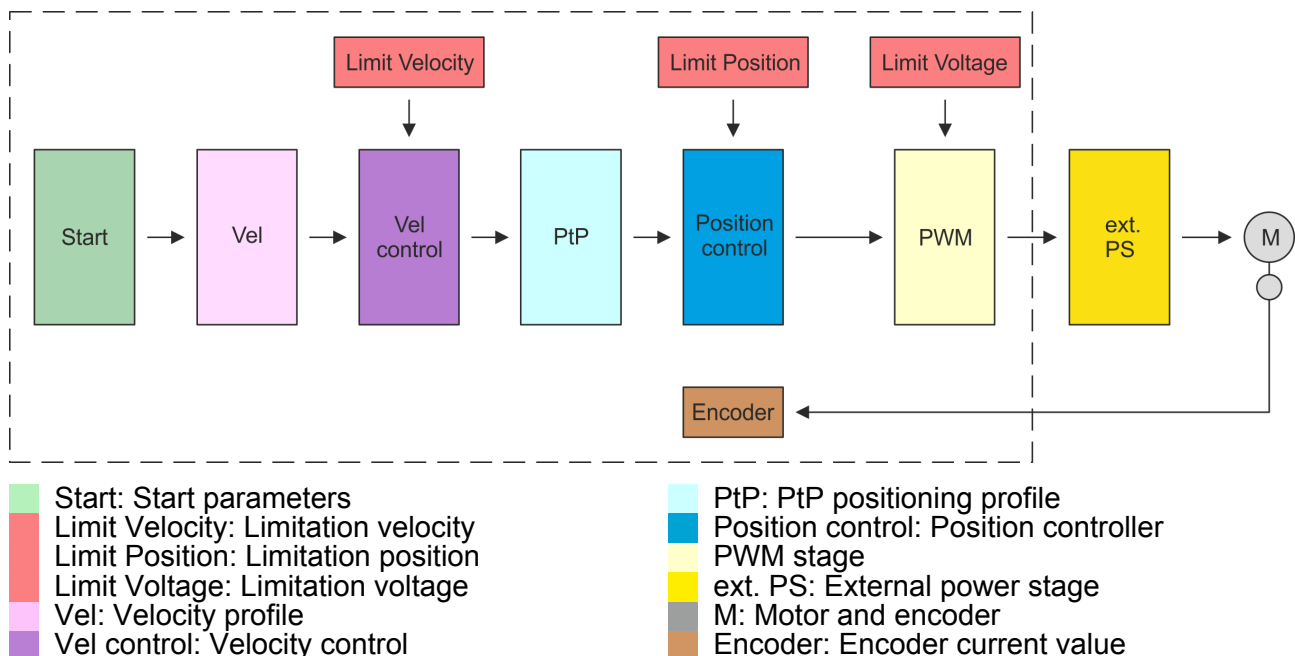 Limit Velocity
Limit Position
Limit Voltage
Start
Vel
Vel
control
PtP
Position
control
PWM
ext.
PS
M
Encoder
Start: Start parameters
Limit Velocity: Limitation velocity
Limit Position: Limitation position
Limit Voltage: Limitation voltage
Vel: Velocity profile
Vel control: Velocity control
PtP: PtP positioning profile
Position control: Position controller
PWM stage
ext. PS: External power stage
M: Motor and encoder
Encoder: Encoder current value